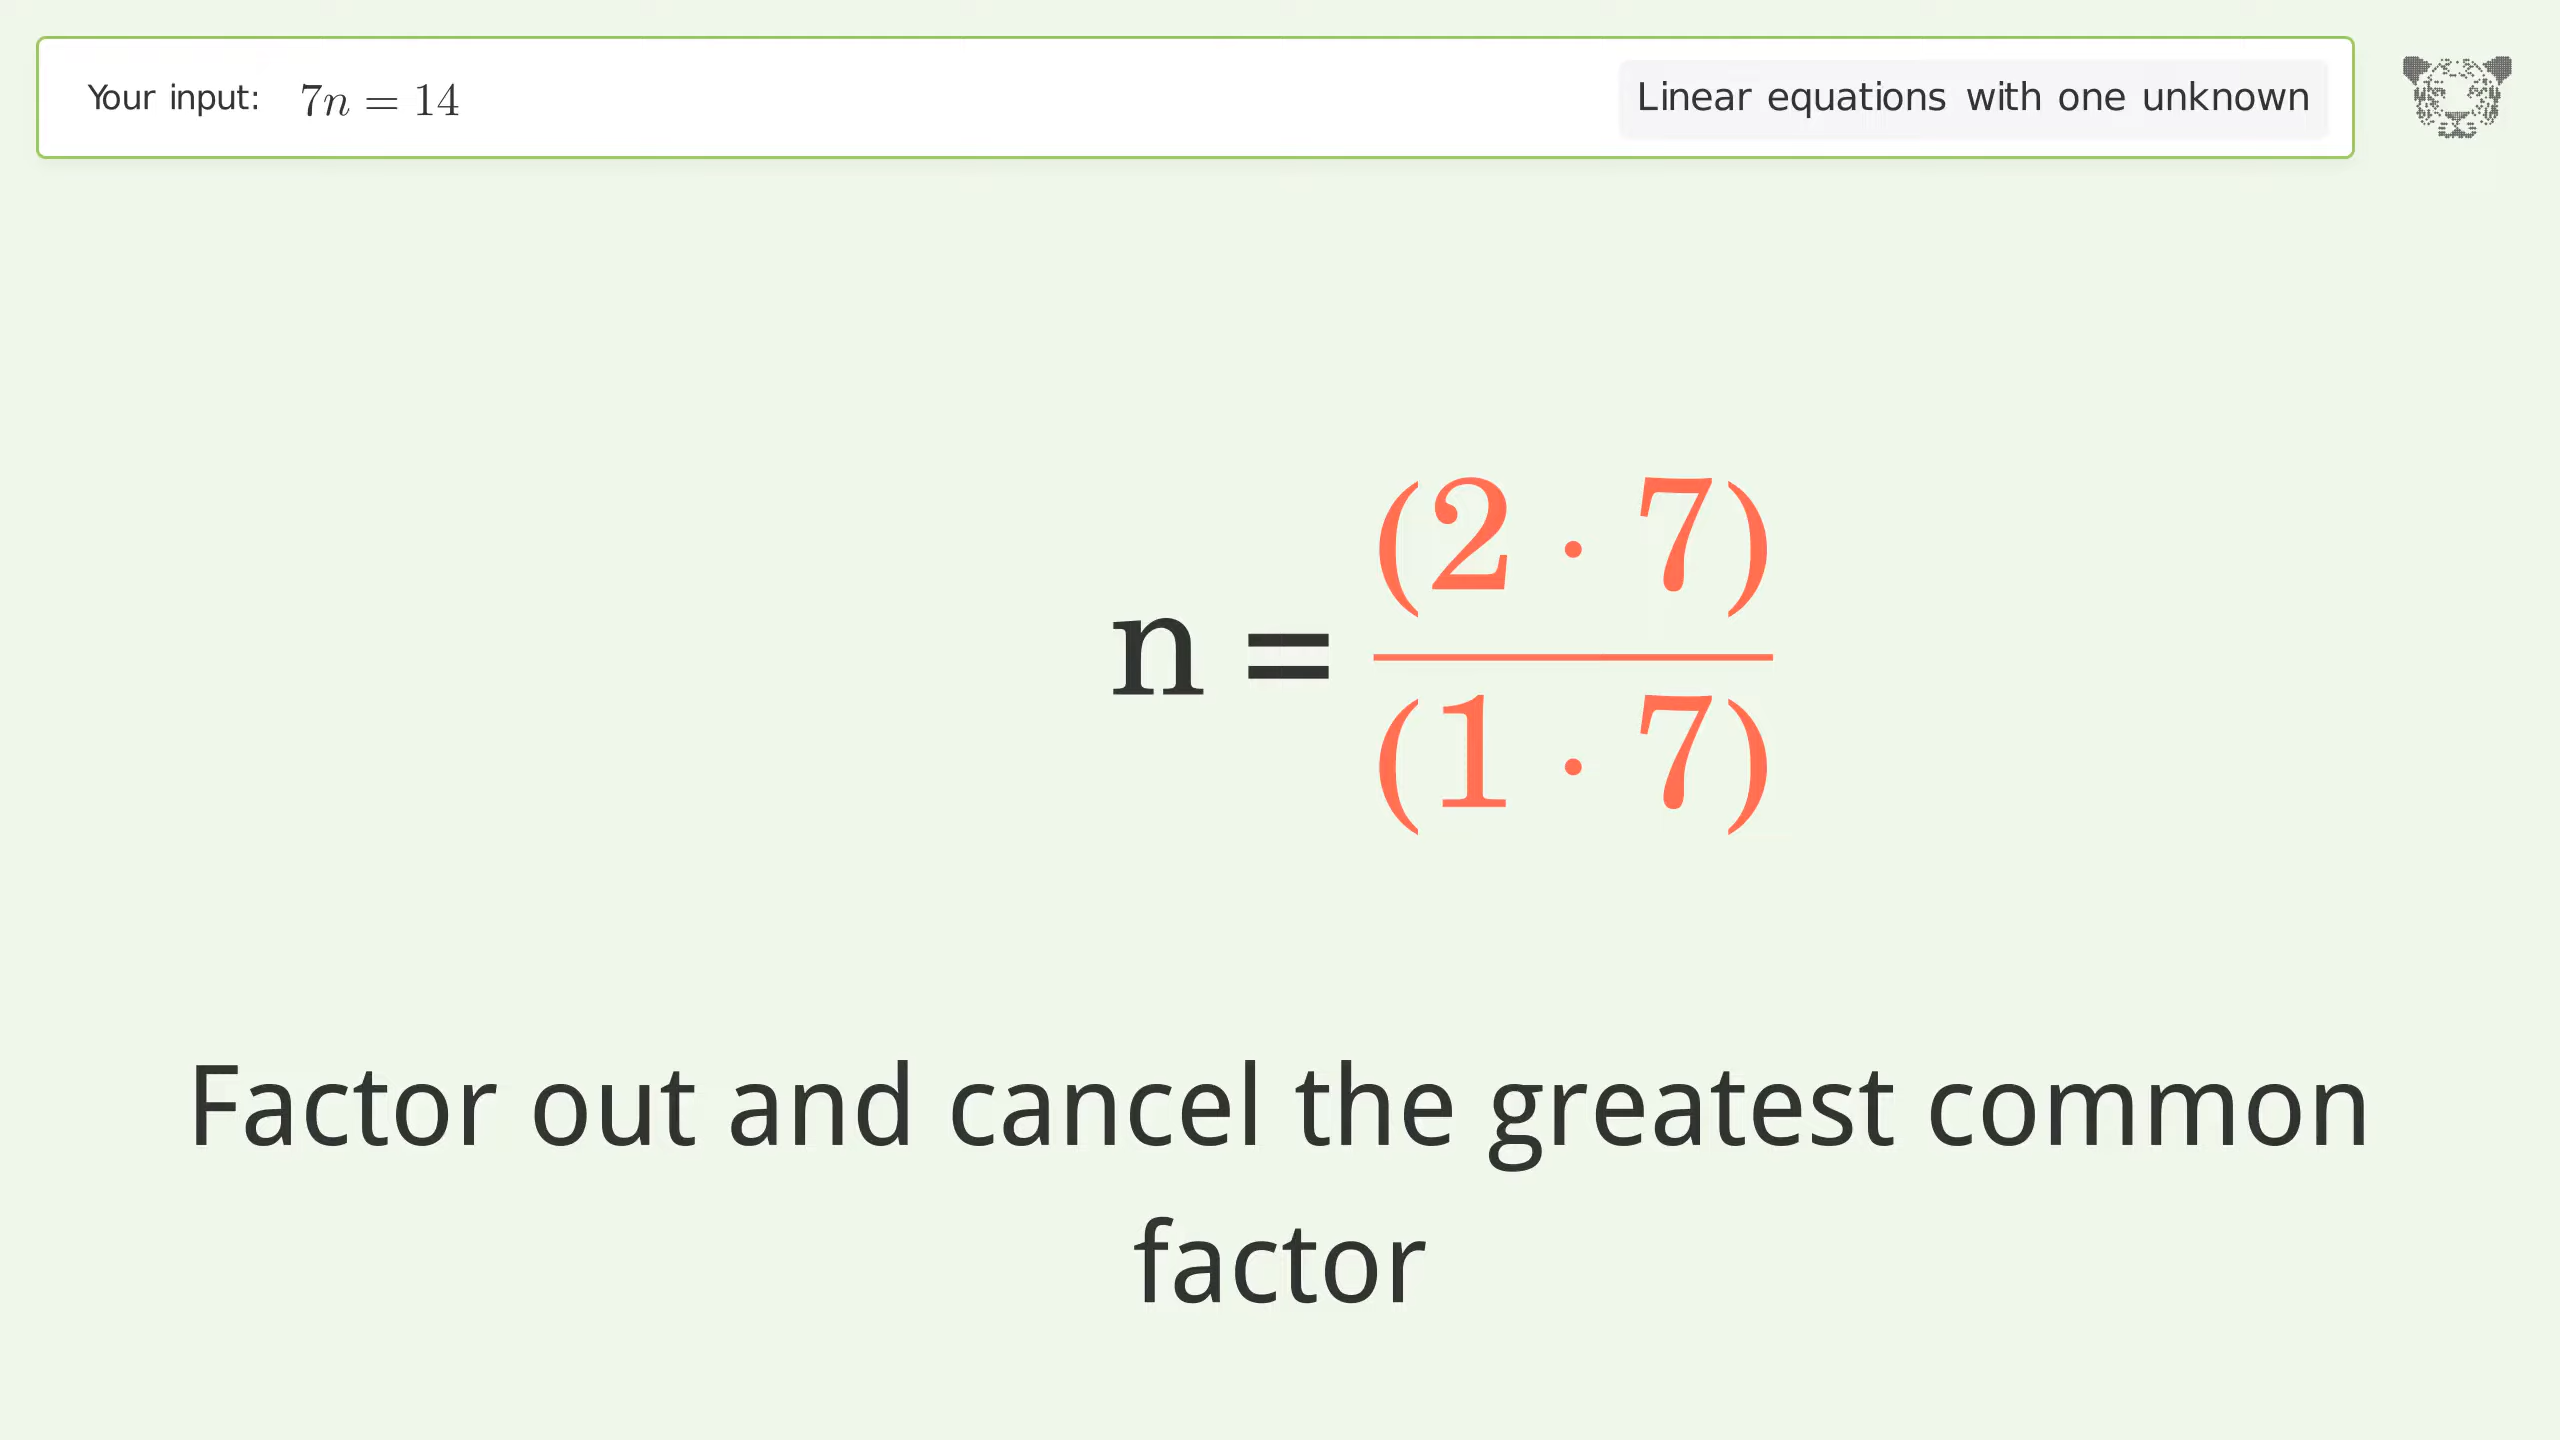 Your input: 7n = 14
Linear equations with one unknown
n = (2 · 7) / (1 · 7)
Factor out and cancel the greatest common
factor